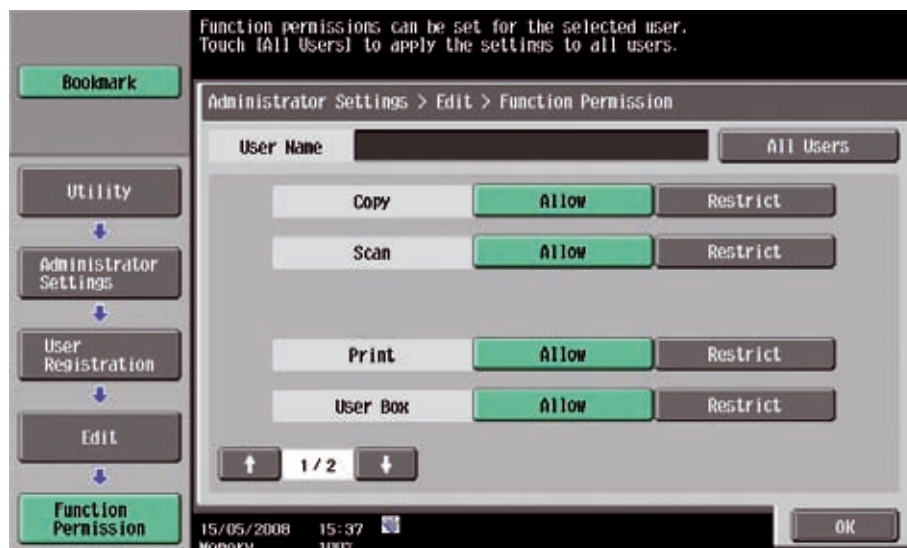 Function permissions can be set for the selected user.
Touch [All Users] to apply the settings to all users.
Bookmark
Administrator Settings > Edit > Function Permission
User Name
All Users
Utility
Copy Allow Restrict
Administrator
Settings
Scan Allow Restrict
User
Registration
Print Allow Restrict
User Box Allow Restrict
Edit
1/2
Function
Permission
15/05/2008 15:37
OK
Memory 100%